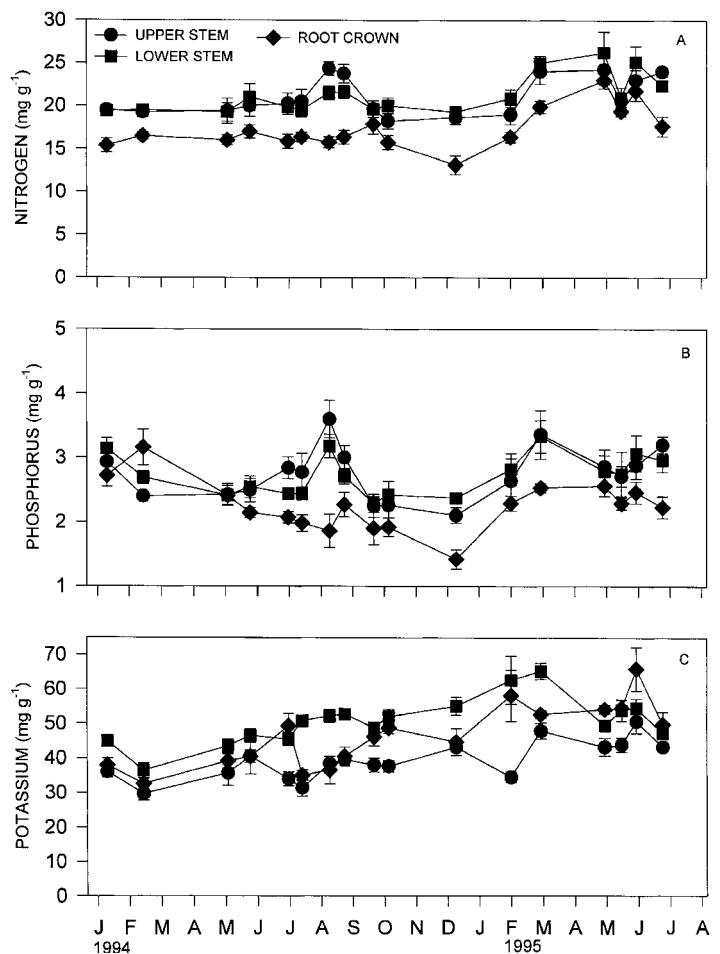 UPPER STEM
ROOT CROWN
LOWER STEM
A
30
25
20
15
10
5
0
NITROGEN (mg g⁻¹)
J F M A M J J A S O N D J F M A M J J A
B
5
4
3
2
1
PHOSPHORUS (mg g⁻¹)
J F M A M J J A S O N D J F M A M J J A
C
70
60
50
40
30
20
10
0
POTASSIUM (mg g⁻¹)
J F M A M J J A S O N D J F M A M J J A
1994 1995